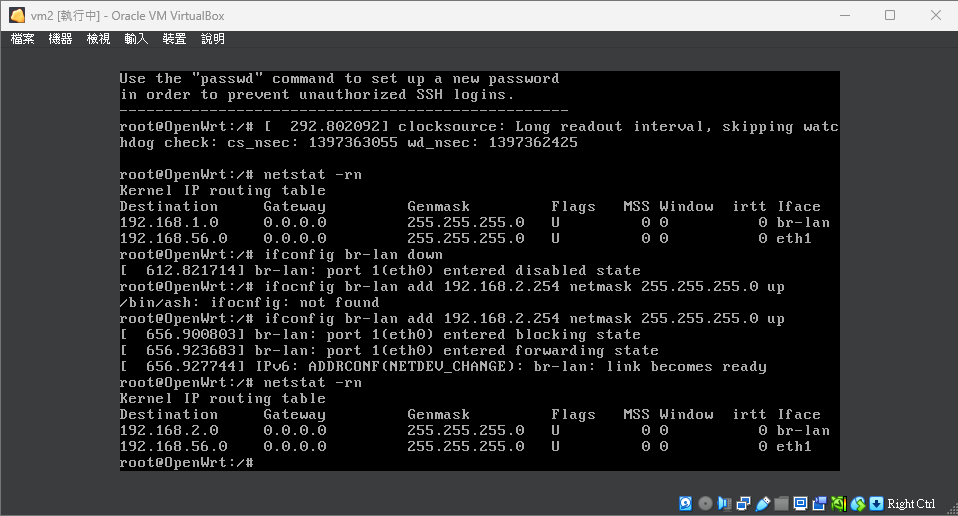 vm2 [執行中] - Oracle VM VirtualBox
檔案 機器 檢視 輸入 裝置 說明
Use the "passwd" command to set up a new password
in order to prevent unauthorized SSH logins.
--------------------------------------------------
root@OpenWrt:/# [  292.802092] clocksource: Long readout interval, skipping watc
hdog check: cs_nsec: 1397363055 wd_nsec: 1397362425
root@OpenWrt:/# netstat -rn
Kernel IP routing table
Destination     Gateway         Genmask         Flags   MSS Window  irtt Iface
192.168.1.0     0.0.0.0         255.255.255.0   U         0 0          0 br-lan
192.168.56.0    0.0.0.0         255.255.255.0   U         0 0          0 eth1
root@OpenWrt:/# ifconfig br-lan down
[  612.821714] br-lan: port 1(eth0) entered disabled state
root@OpenWrt:/# ifocnfig br-lan add 192.168.2.254 netmask 255.255.255.0 up
/bin/ash: ifocnfig: not found
root@OpenWrt:/# ifconfig br-lan add 192.168.2.254 netmask 255.255.255.0 up
[  656.900803] br-lan: port 1(eth0) entered blocking state
[  656.923683] br-lan: port 1(eth0) entered forwarding state
[  656.927744] IPv6: ADDRCONF(NETDEV_CHANGE): br-lan: link becomes ready
root@OpenWrt:/# netstat -rn
Kernel IP routing table
Destination     Gateway         Genmask         Flags   MSS Window  irtt Iface
192.168.2.0     0.0.0.0         255.255.255.0   U         0 0          0 br-lan
192.168.56.0    0.0.0.0         255.255.255.0   U         0 0          0 eth1
root@OpenWrt:/#
Right Ctrl